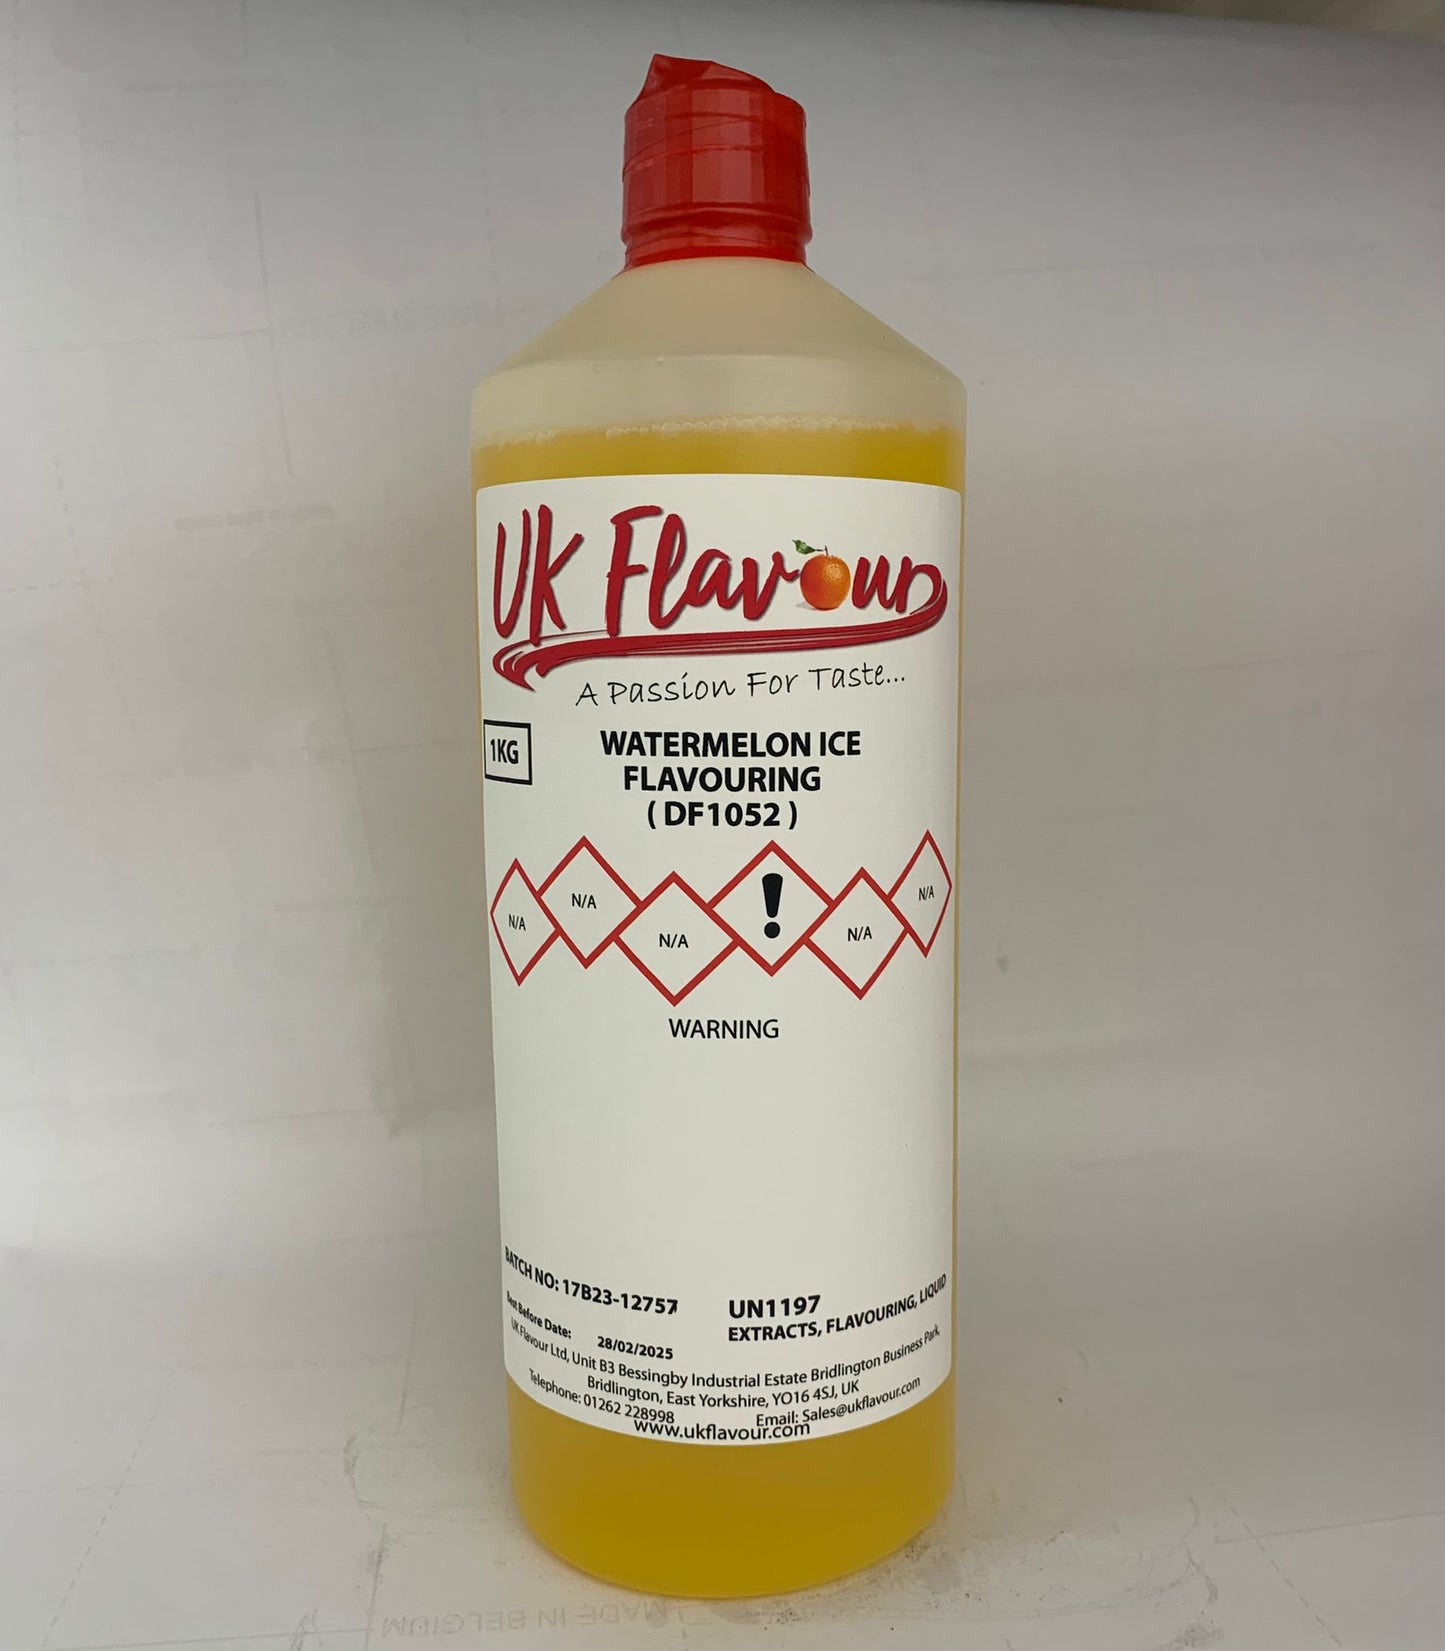 UK Flavour
A Passion For Taste...
1KG
WATERMELON ICE
FLAVOURING
( DF1052 )
N/A
N/A
N/A
!
N/A
N/A
WARNING
BATCH NO: 17B23-12757
Best Before Date: 28/02/2025
UN1197
EXTRACTS, FLAVOURING, LIQUID
UK Flavour Ltd, Unit B3 Bessingby Industrial Estate Bridlington Business Park,
Bridlington, East Yorkshire, YO16 4SJ, UK
Telephone: 01262 228998 Email: Sales@ukflavour.com
www.ukflavour.com
MADE IN BELGIUM